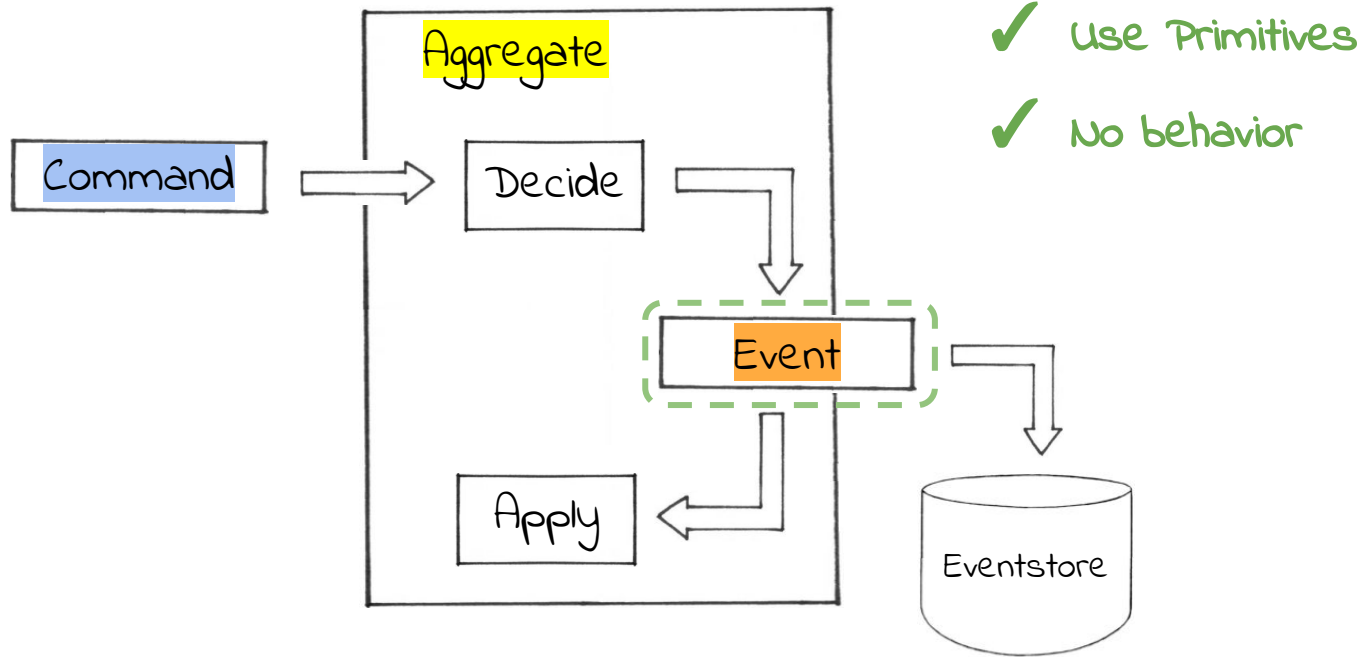 Aggregate
✓ Use Primitives
✓ No behavior
Command
Decide
Event
Apply
Eventstore